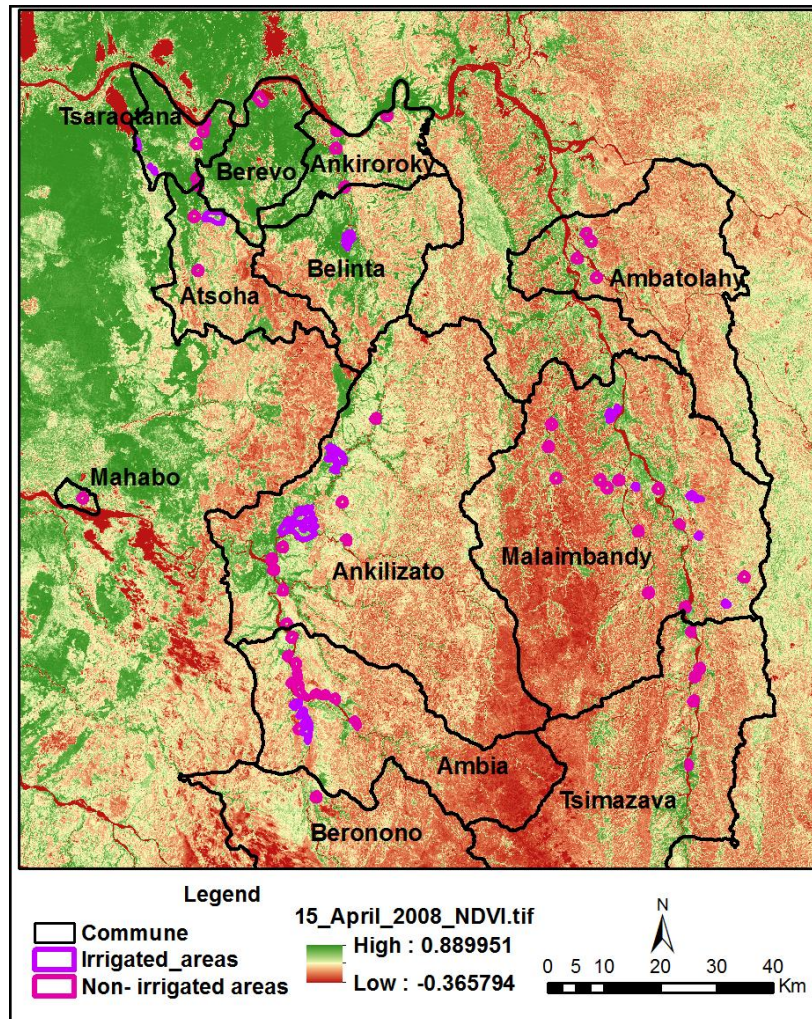 Tsaraotana
Berevo
Ankiroroky
Belinta
Atsoha
Ambatolahy
Mahabo
Ankilizato
Malaimbandy
Ambia
Tsimazava
Beronono
Legend
Commune
Irrigated_areas
Non- irrigated areas
15_April_2008_NDVI.tif
High : 0.889951
Low : -0.365794
N
0 5 10 20 30 40
Km